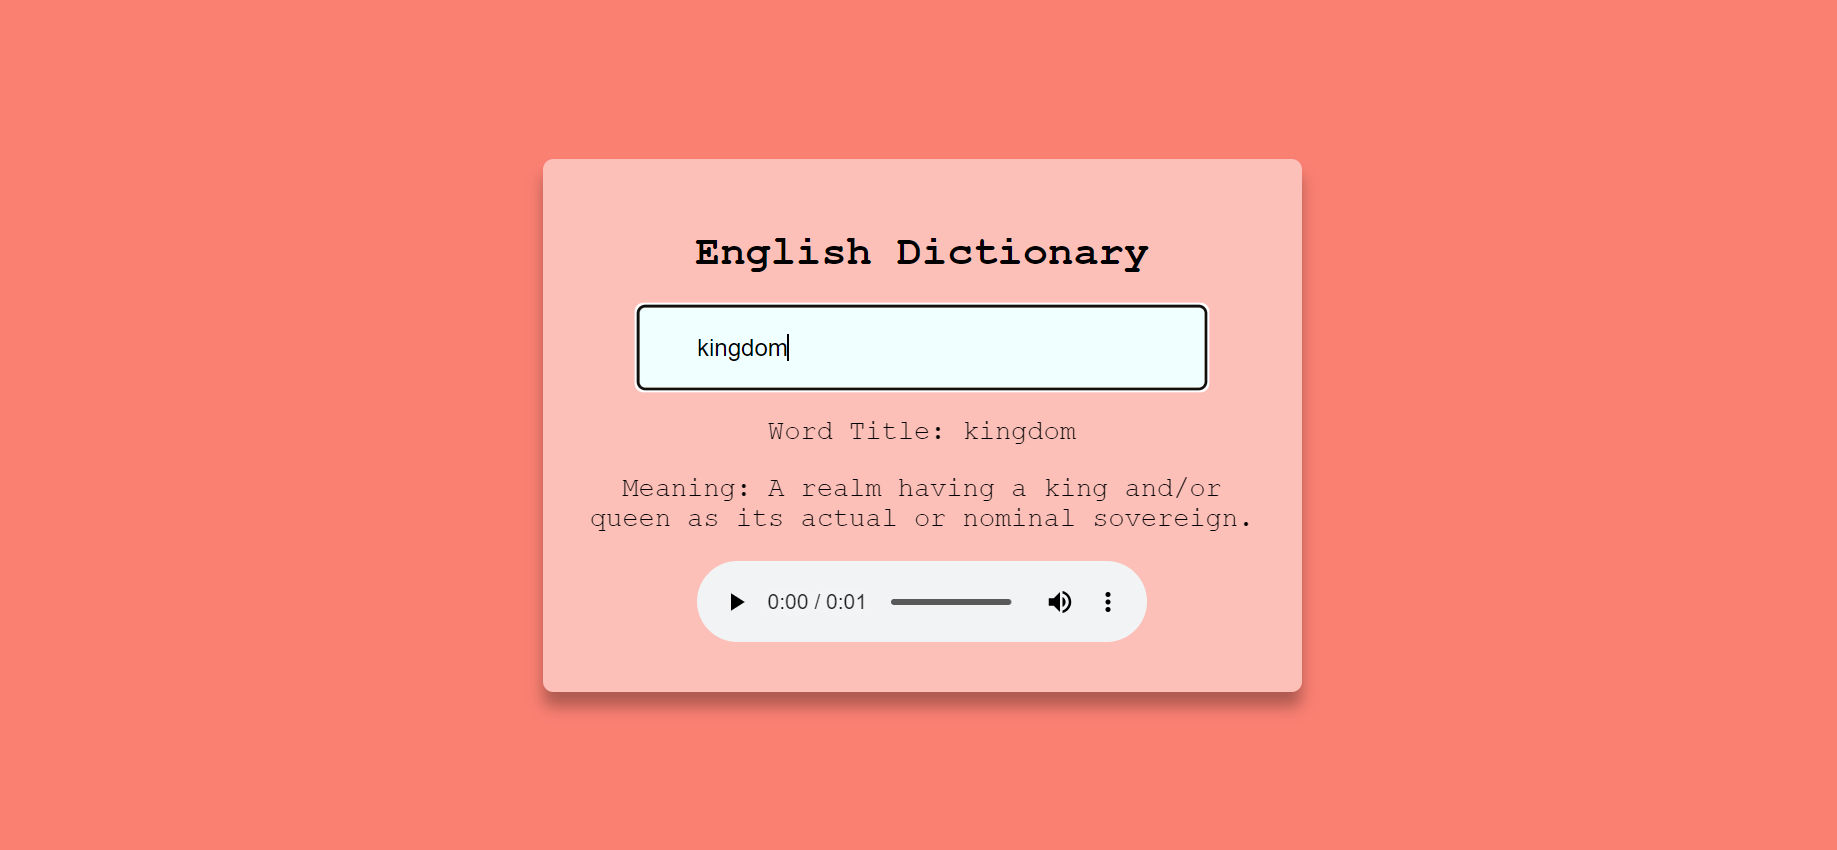 English Dictionary
kingdom
Word Title: kingdom
Meaning: A realm having a king and/or
queen as its actual or nominal sovereign.
0:00 / 0:01